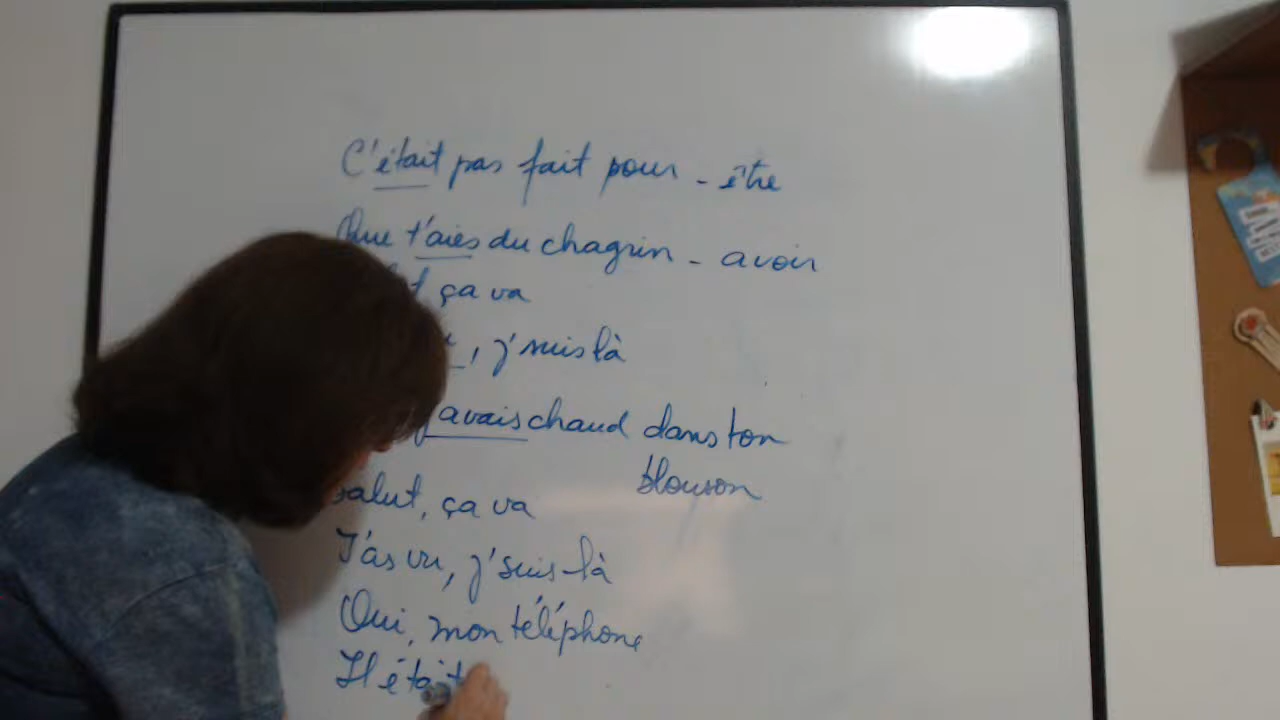 C'était pas fait pour - être
Que t'aies du chagrin - avoir
ça va
, j'suis là
avais chaud dans ton
blouson
Salut, ça va
T'as vu, j'suis là
Oui, mon téléphone
Il était